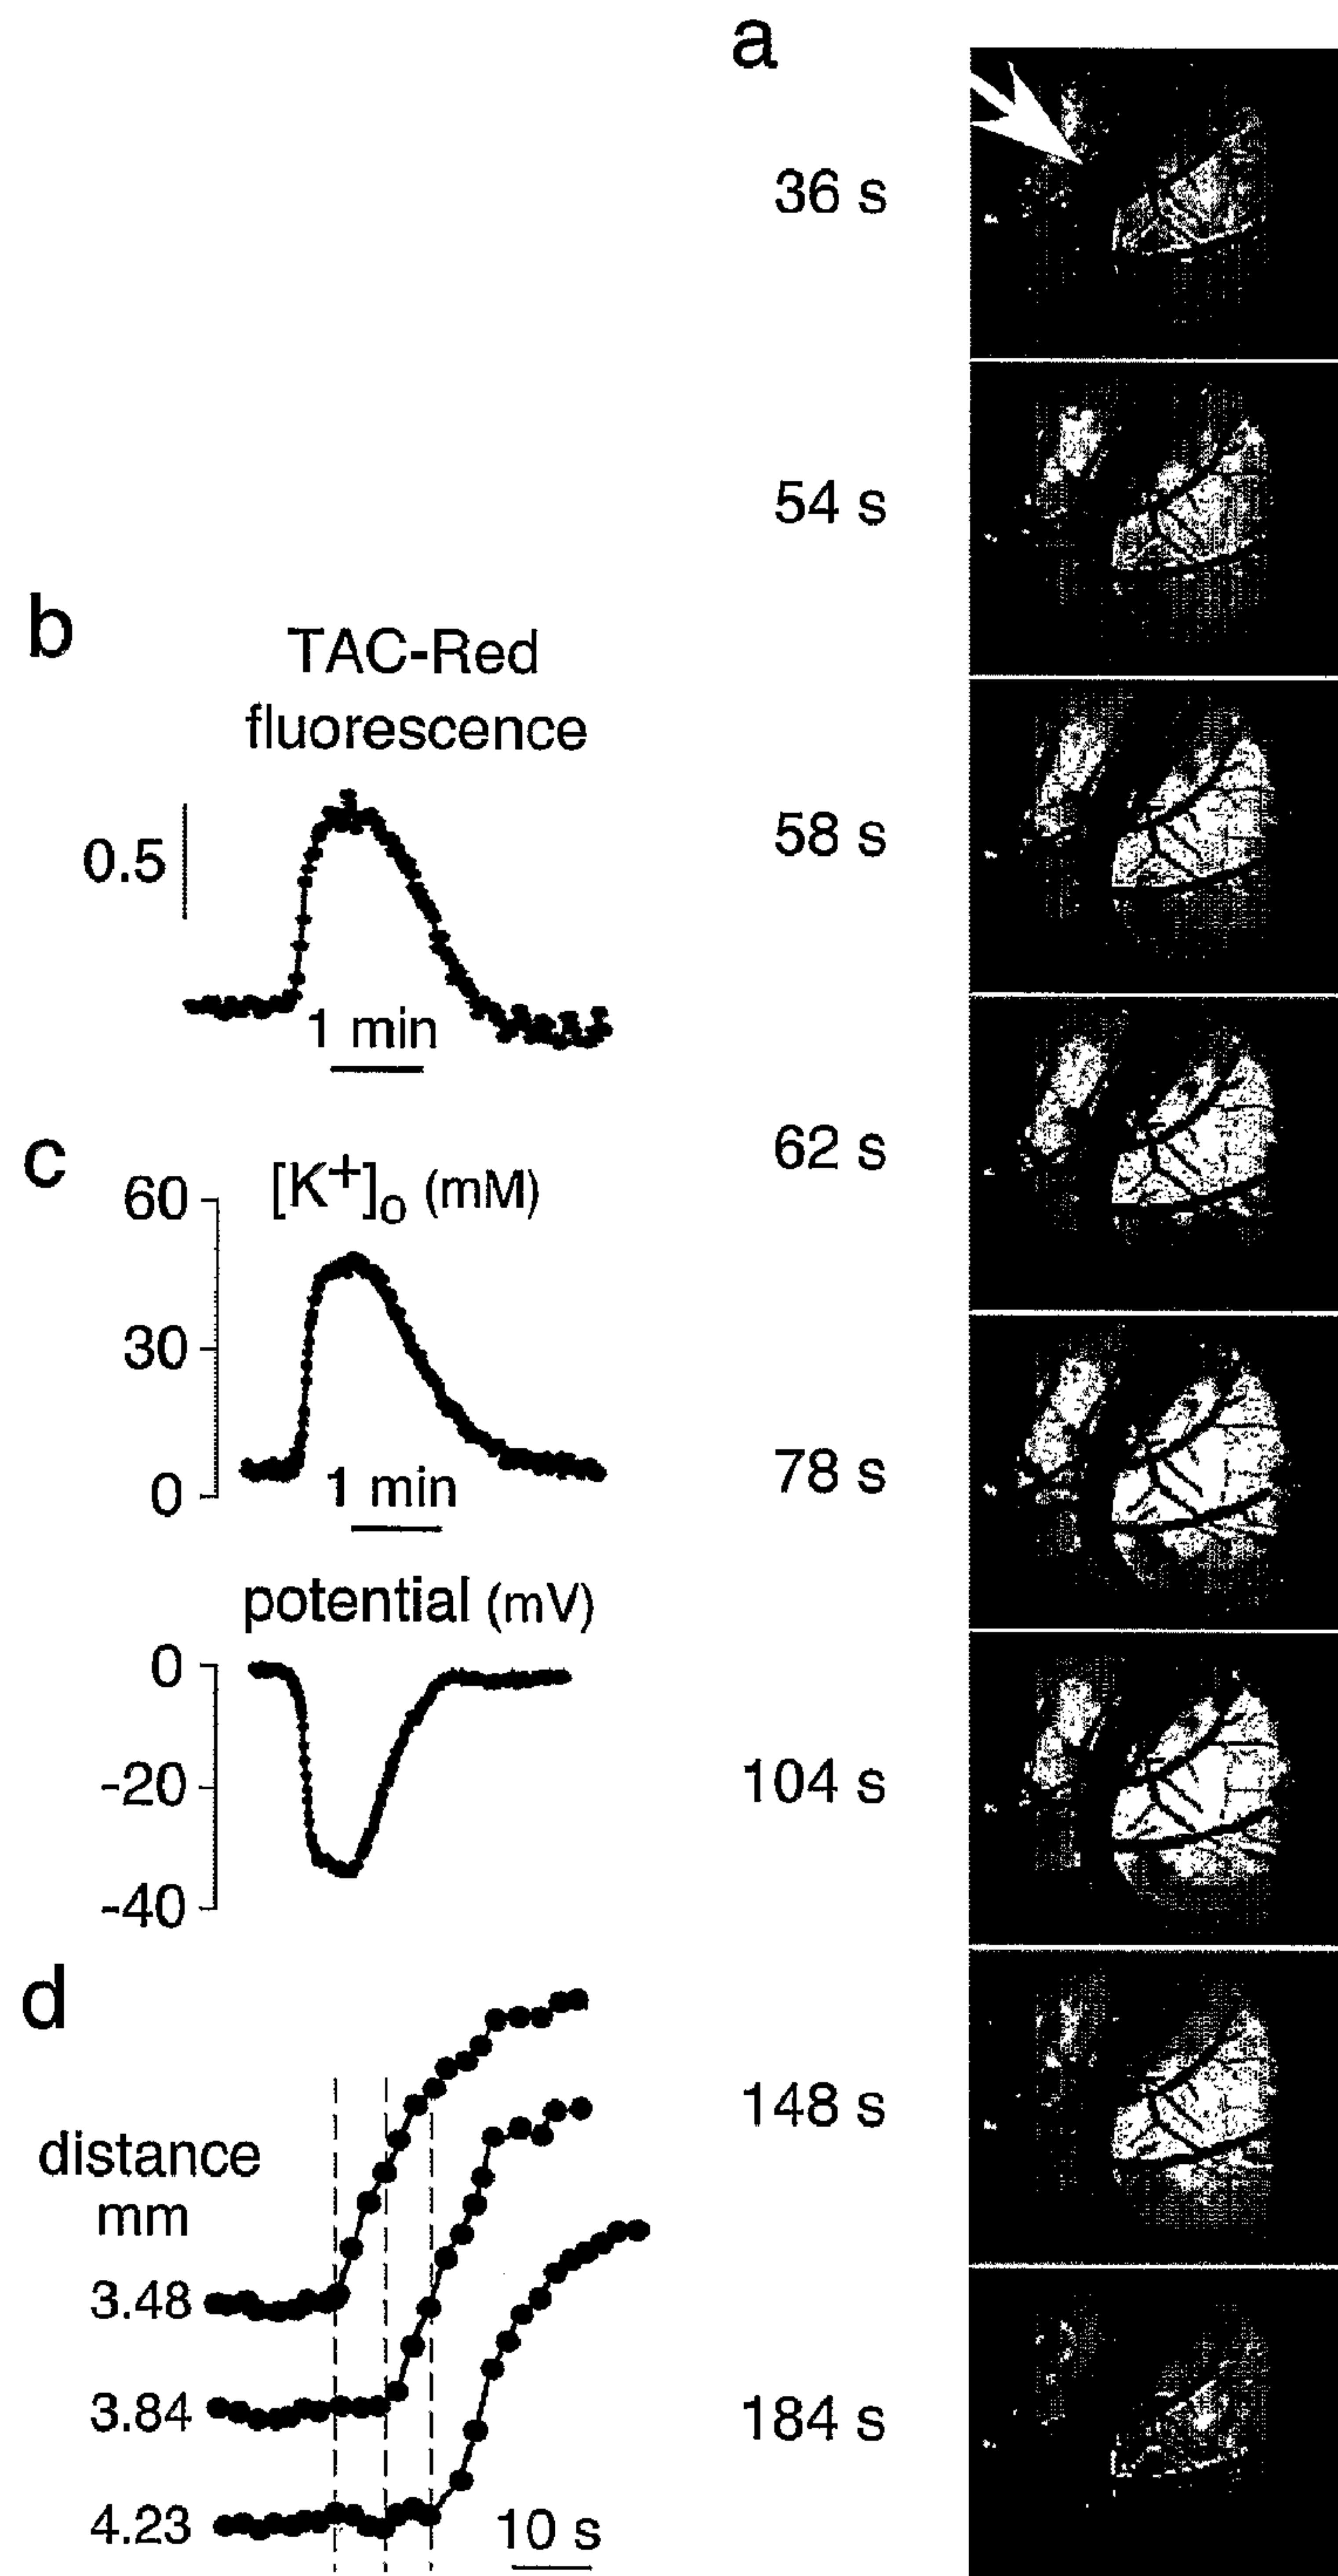 a
36 s
54 s
58 s
62 s
78 s
104 s
148 s
184 s
b
TAC-Red
fluorescence
0.5
1 min
c
[K+]o (mM)
60
30
0
1 min
potential (mV)
0
-20
-40
d
distance
mm
3.48
3.84
4.23
10 s